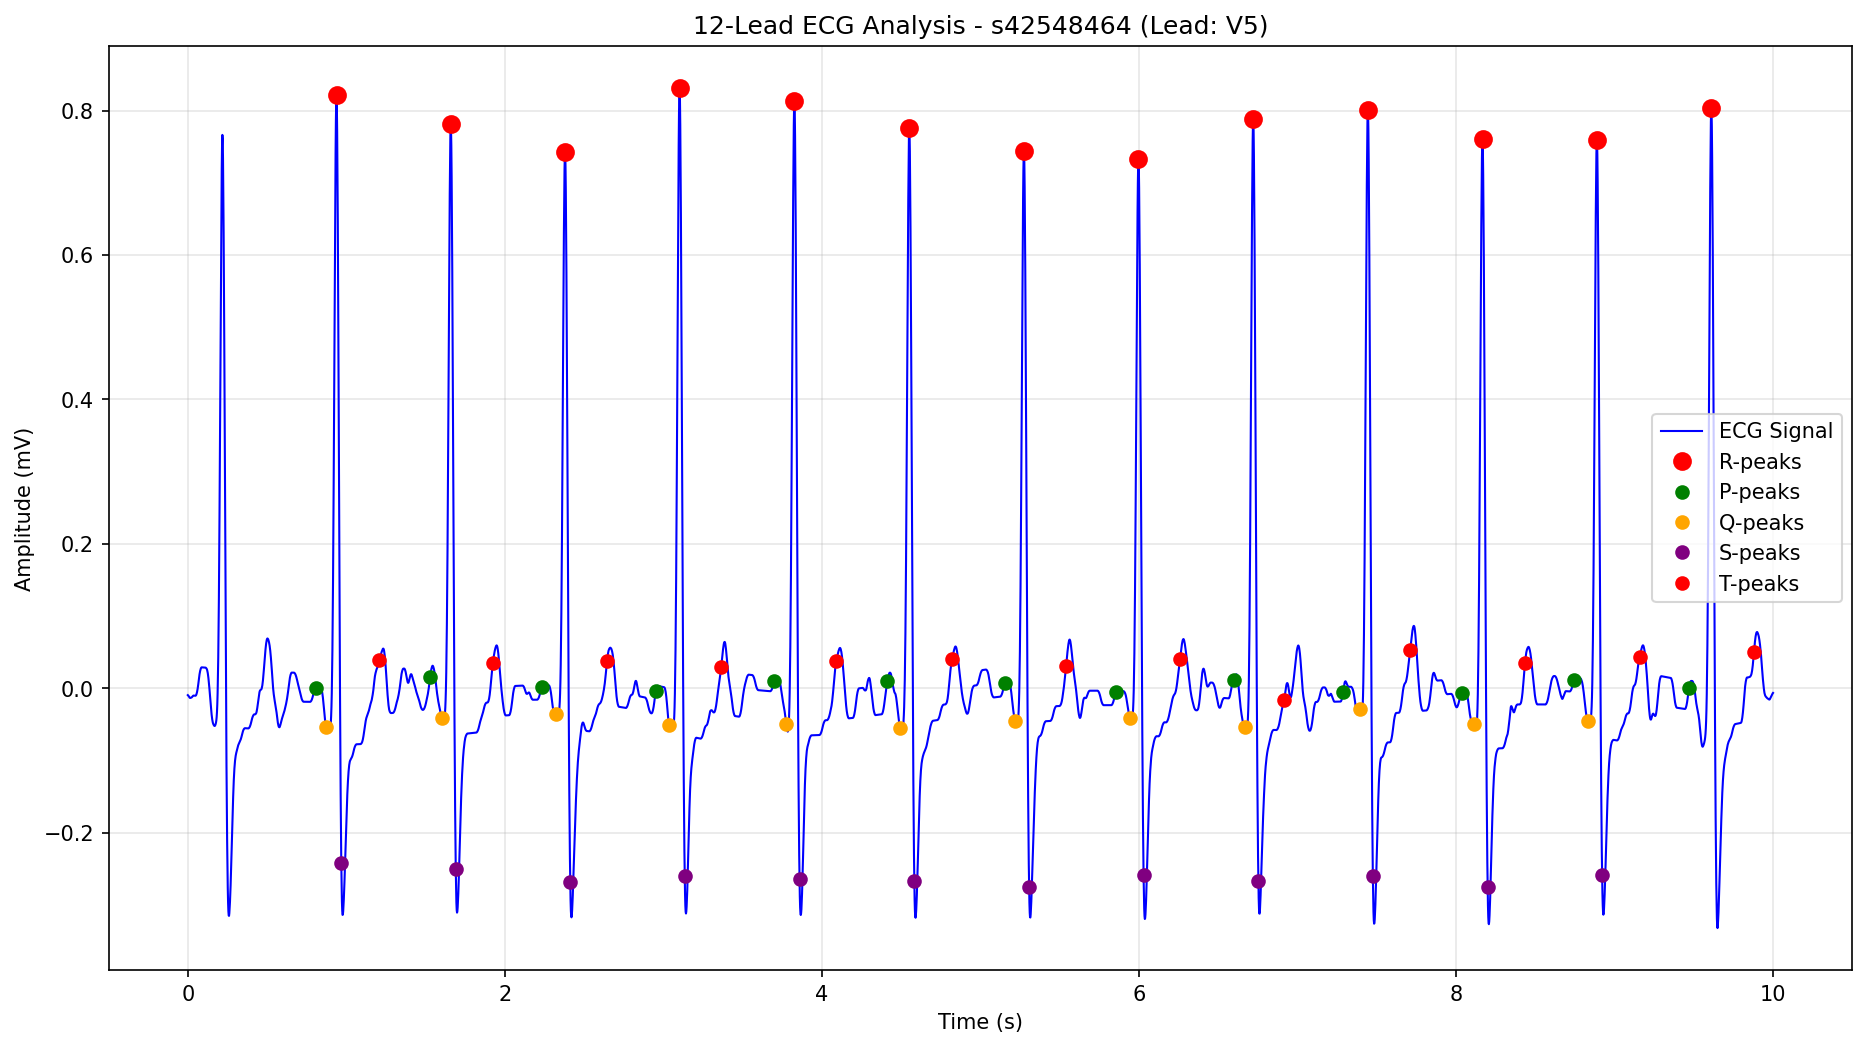 12-Lead ECG Analysis - s42548464 (Lead: V5)
Amplitude (mV)
0.8
0.6
0.4
0.2
0.0
−0.2
ECG Signal
R-peaks
P-peaks
Q-peaks
S-peaks
T-peaks
0 2 4 6 8 10
Time (s)